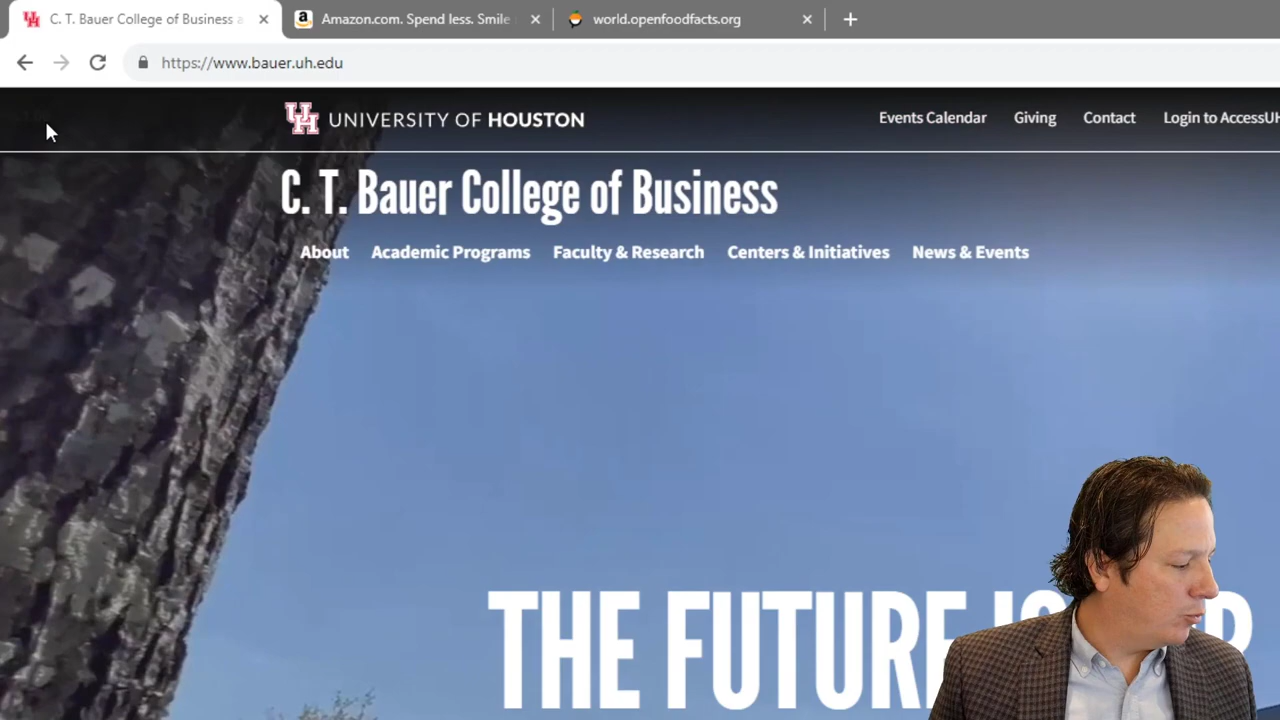 C. T. Bauer College of Business a
Amazon.com. Spend less. Smile
world.openfoodfacts.org
https://www.bauer.uh.edu
UH UNIVERSITY OF HOUSTON
Events Calendar
Giving
Contact
Login to AccessUH
C. T. Bauer College of Business
About
Academic Programs
Faculty & Research
Centers & Initiatives
News & Events
THE FUTURE